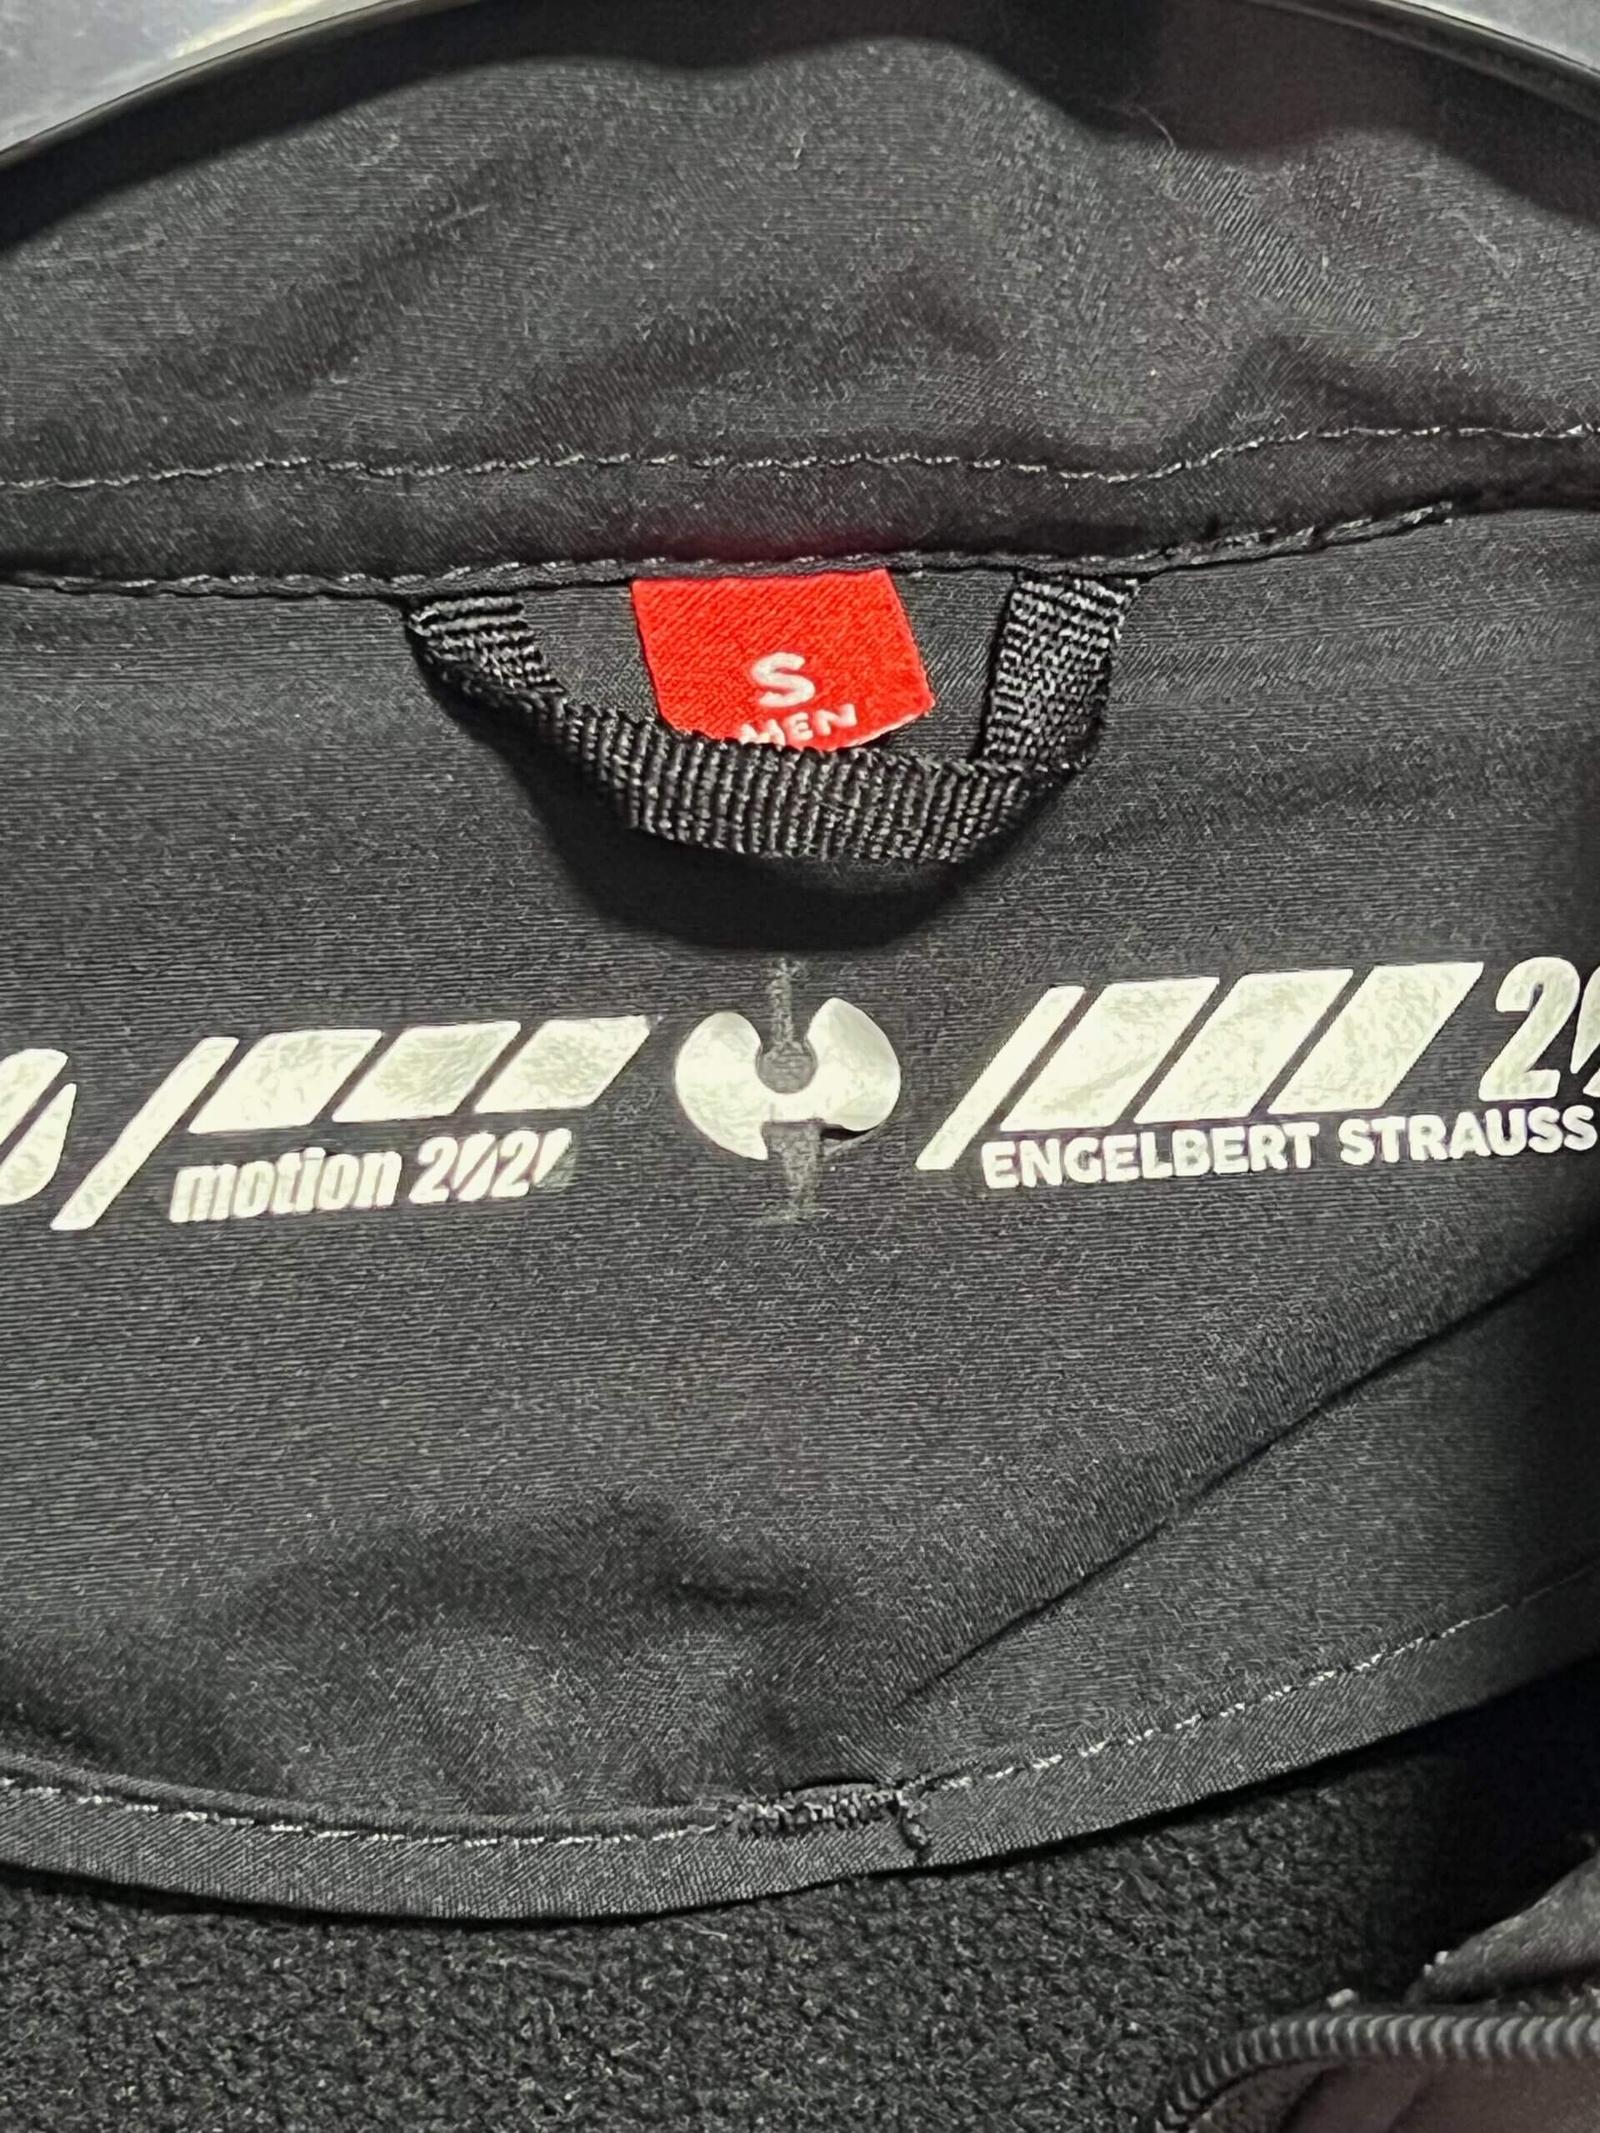 S
MEN
motion 2020
ENGELBERT STRAUSS